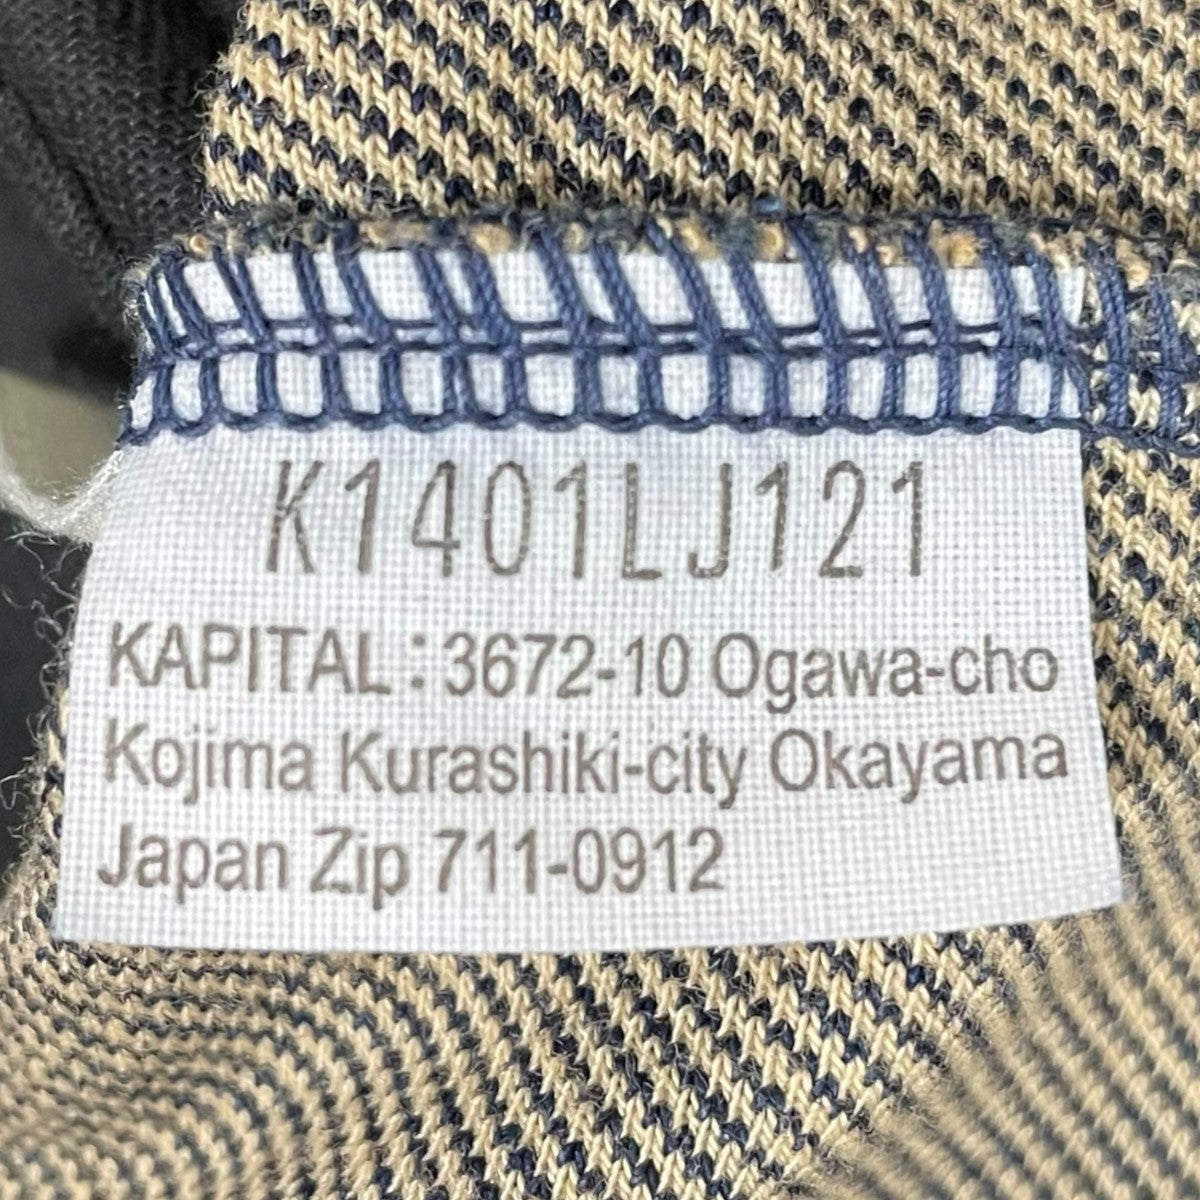 K1401LJ121
KAPITAL:3672-10 Ogawa-cho
Kojima Kurashiki-city Okayama
Japan Zip 711-0912